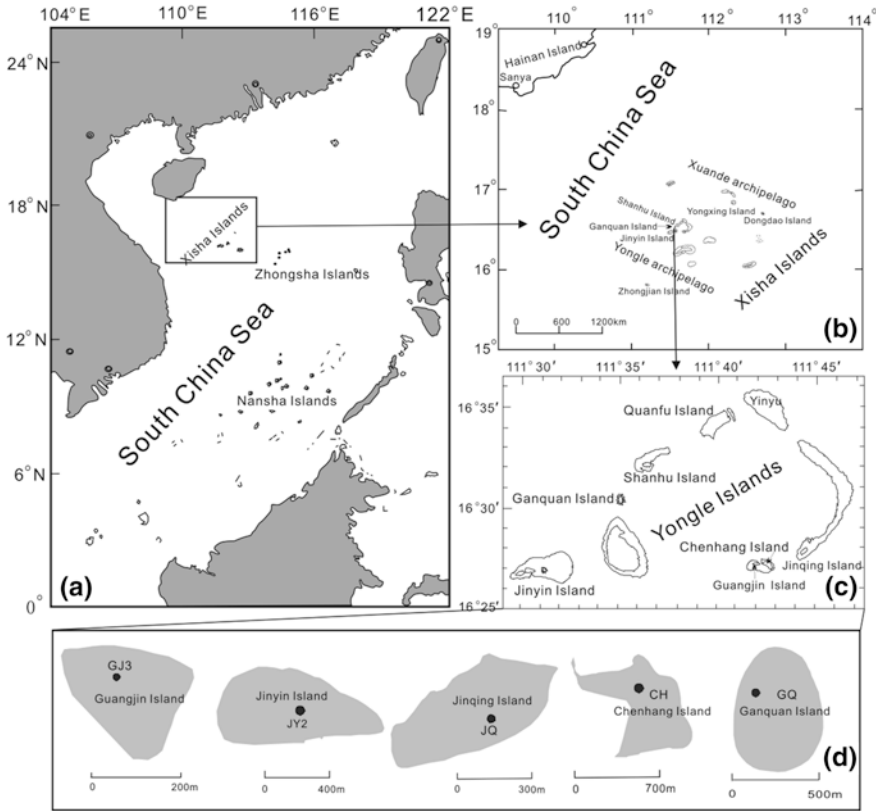 104°E
110°
116°
122°E
24°N
18°
12°
6°N
0°
Xisha Islands
Zhongsha Islands
South China Sea
Nansha Islands
(a)
110°
111°
112°
113°
114°
19°
18°
17°
16°
15°
Hainan Island
Sanya
South China Sea
Xuande archipelago
Shanhu Island
Yongxing Island
Ganquan Island
Dongdao Island
Jinyin Island
Yongle archipelago
Xisha Islands
Zhongjian Island
0 600 1200km
(b)
111°30′
111°35′
111°40′
111°45′
16°35′
16°30′
16°25′
Quanfu Island
Yinyu
Shanhu Island
Ganquan Island
Yongle Islands
Chenhang Island
Jinqing Island
Jinyin Island
Guangjin Island
(c)
GJ3
Guangjin Island
0 200m
Jinyin Island
JY2
0 400m
Jinqing Island
JQ
0 300m
CH
Chenhang Island
0 700m
GQ
Ganquan Island
0 500m
(d)